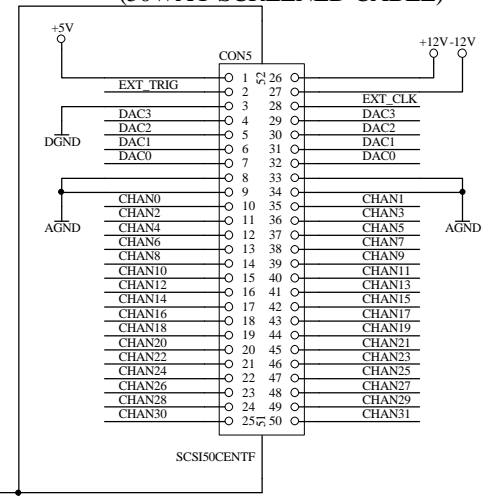 (50WAY SCREENED CABLE)
+5V
+12V -12V
CON5
1 52 26
EXT_TRIG 2 27
3 28 EXT_CLK
DAC3 4 29 DAC3
DAC2 5 30 DAC2
DGND
DAC1 6 31 DAC1
DAC0 7 32 DAC0
8 33
9 34
CHAN0 10 35 CHAN1
CHAN2 11 36 CHAN3
AGND AGND
CHAN4 12 37 CHAN5
CHAN6 13 38 CHAN7
CHAN8 14 39 CHAN9
CHAN10 15 40 CHAN11
CHAN12 16 41 CHAN13
CHAN14 17 42 CHAN15
CHAN16 18 43 CHAN17
CHAN18 19 44 CHAN19
CHAN20 20 45 CHAN21
CHAN22 21 46 CHAN23
CHAN24 22 47 CHAN25
CHAN26 23 48 CHAN27
CHAN28 24 49 CHAN29
CHAN30 25 51 50 CHAN31
SCSI50CENTF